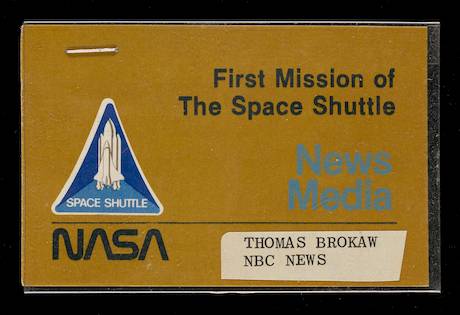 First Mission of
The Space Shuttle
News
Media
SPACE SHUTTLE
NASA
THOMAS BROKAW
NBC NEWS